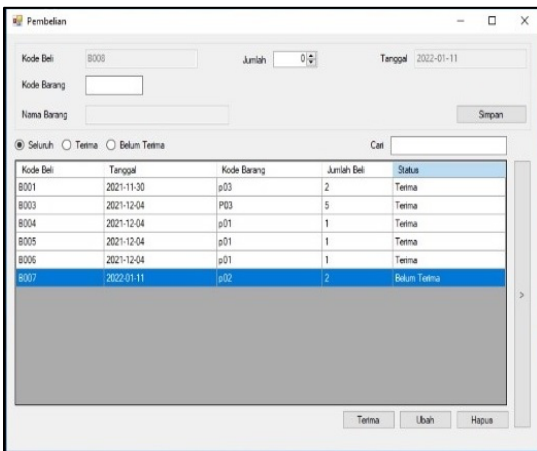 Pembelian
Kode Beli B008 Jumlah 0 Tanggal 2022-01-11
Kode Barang
Nama Barang Simpan
Seluruh Terima Belum Terima Cari
Kode Beli Tanggal Kode Barang Jumlah Beli Status
B001 2021-11-30 p03 2 Terima
B003 2021-12-04 P03 5 Terima
B004 2021-12-04 p01 1 Terima
B005 2021-12-04 p01 1 Terima
B006 2021-12-04 p01 1 Terima
B007 2022-01-11 p02 2 Belum Terima
>
Terima Ubah Hapus